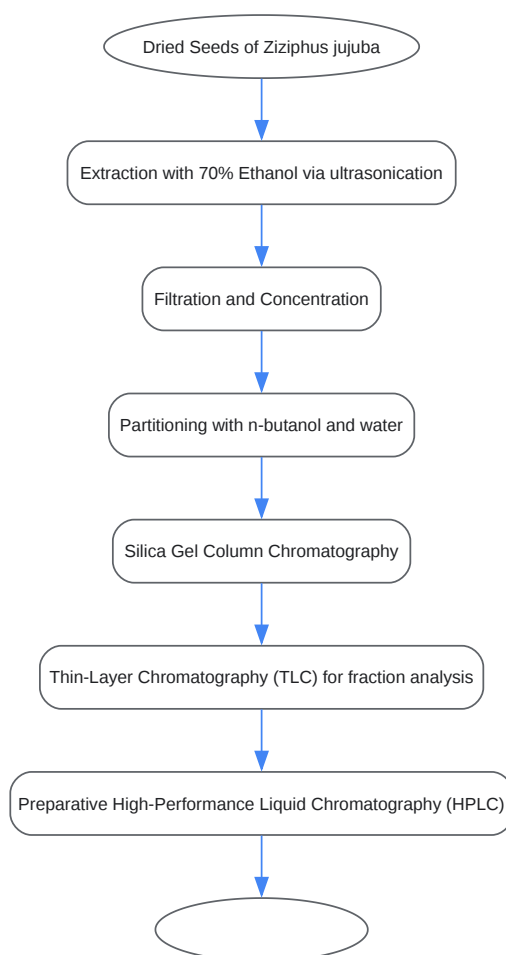 Dried Seeds of Ziziphus jujuba
Extraction with 70% Ethanol via ultrasonication
Filtration and Concentration
Partitioning with n-butanol and water
Silica Gel Column Chromatography
Thin-Layer Chromatography (TLC) for fraction analysis
Preparative High-Performance Liquid Chromatography (HPLC)